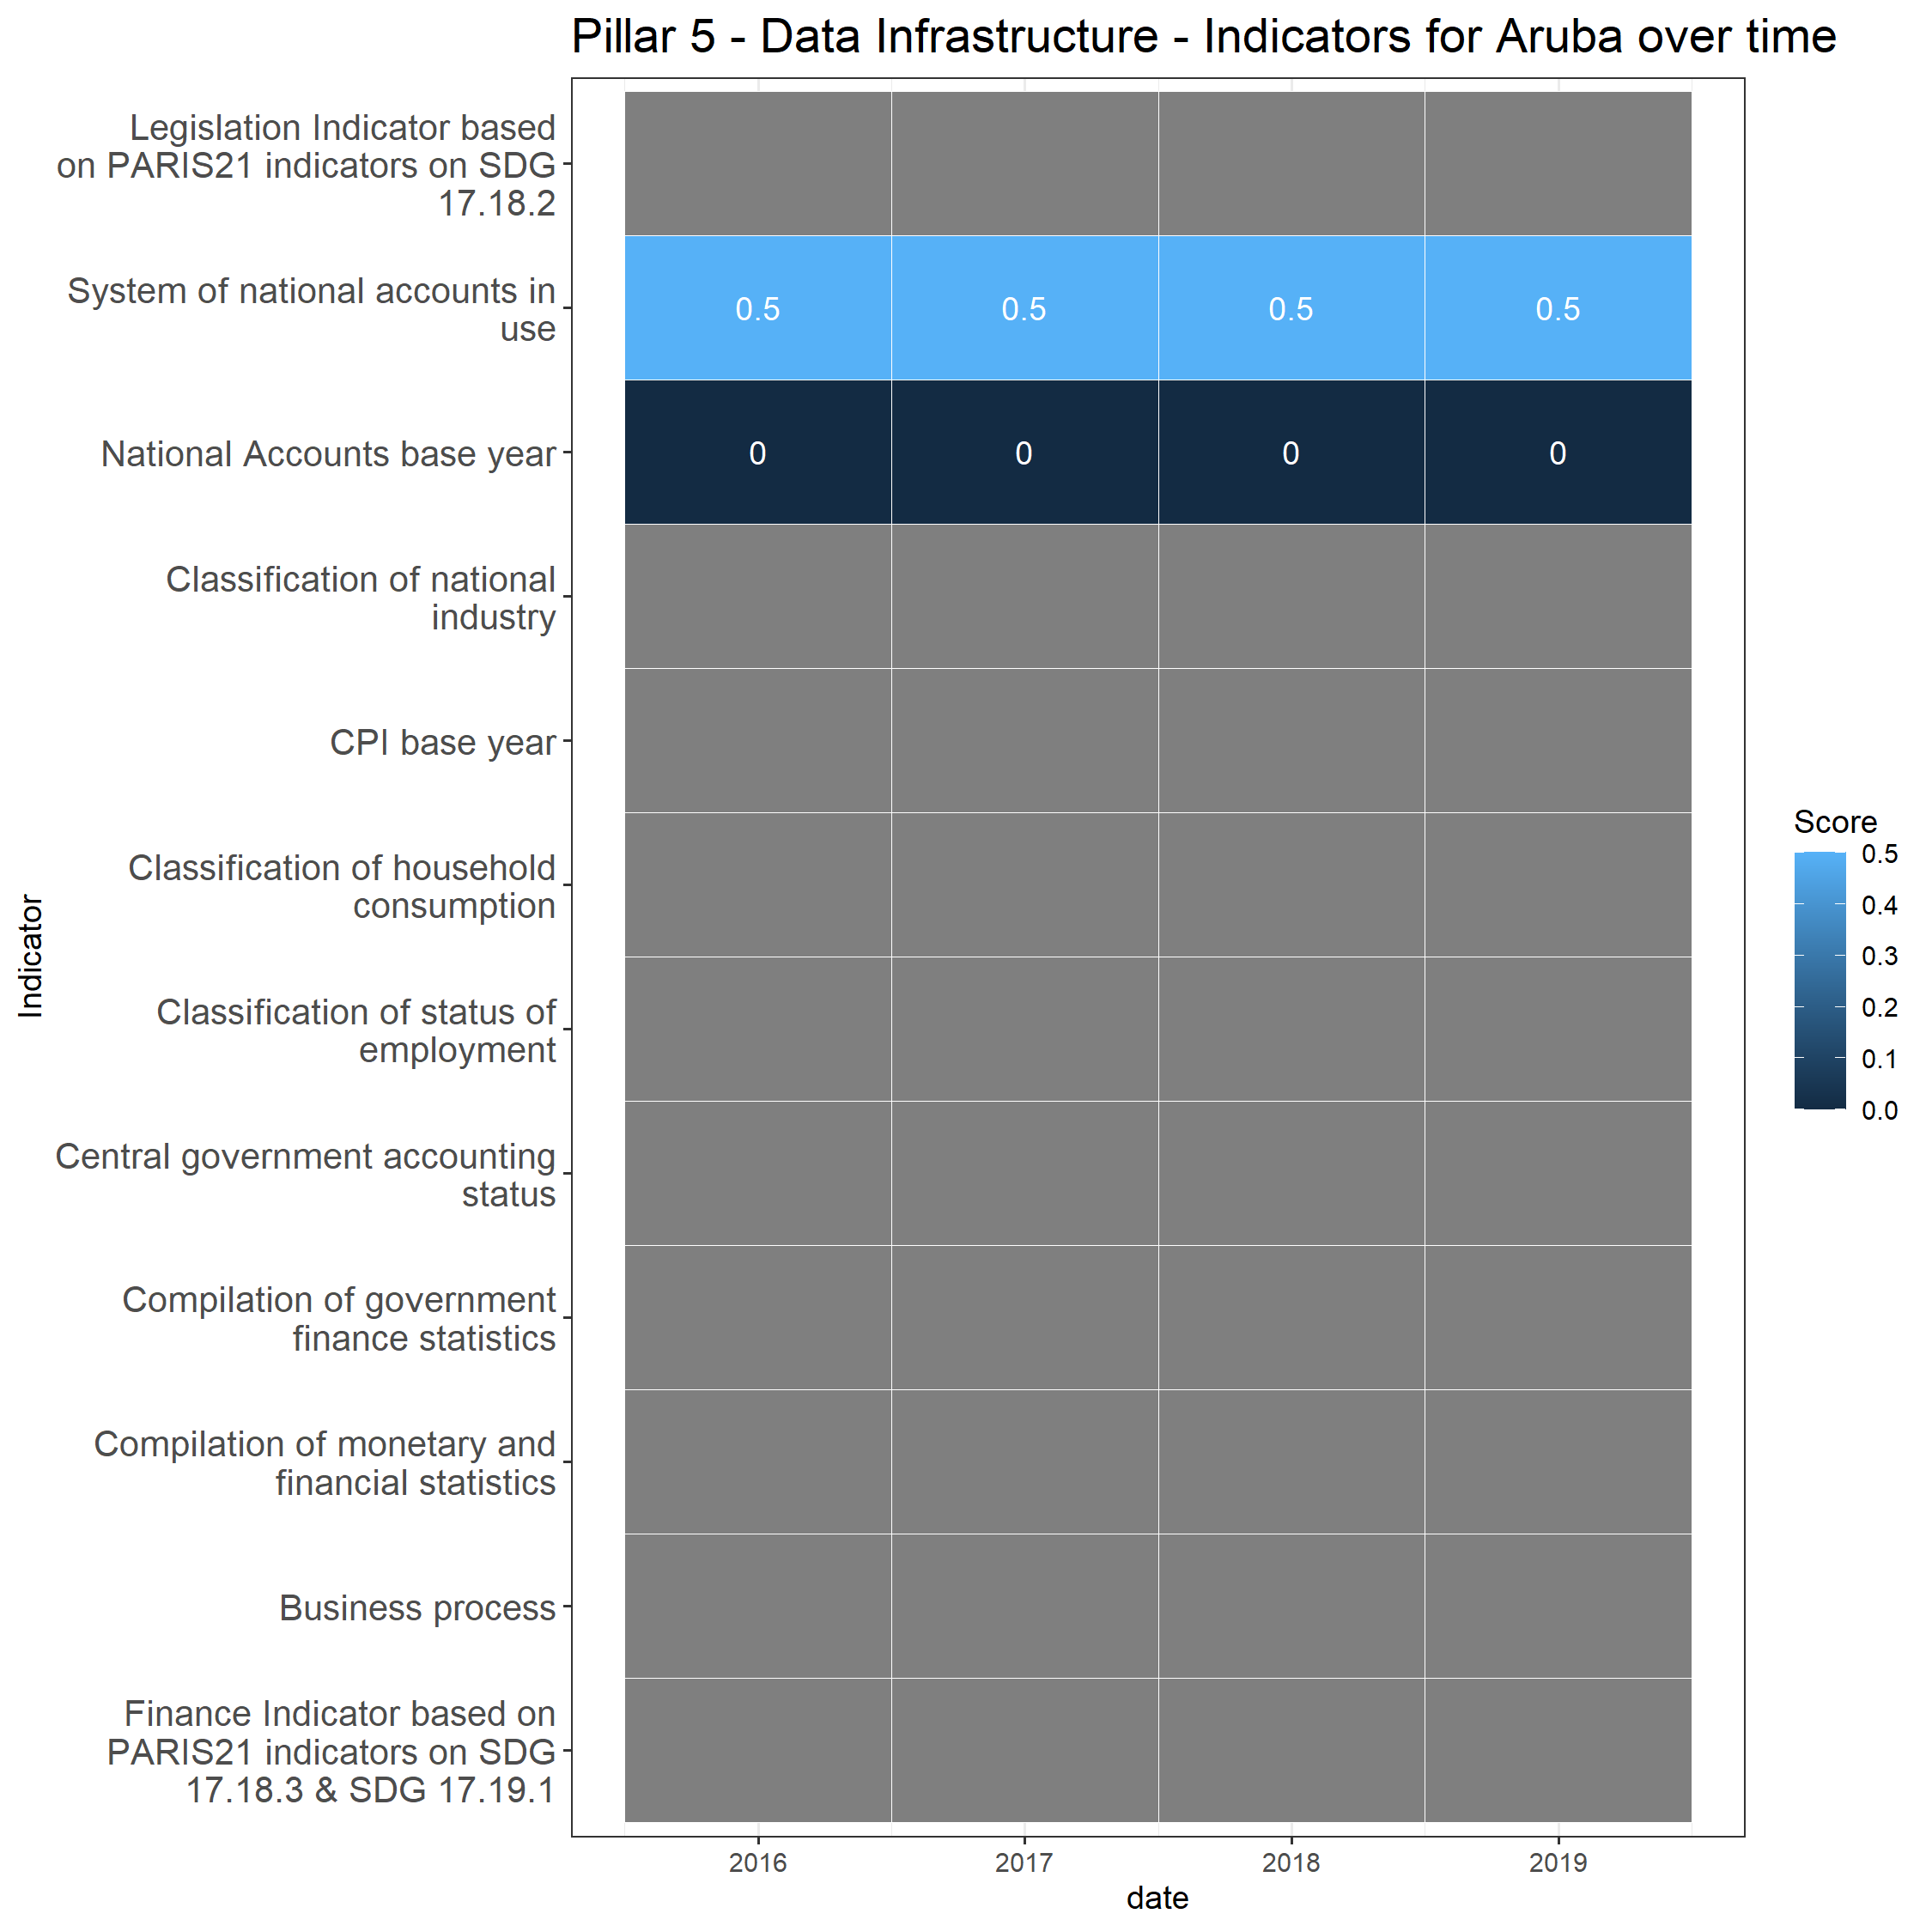 Pillar 5 - Data Infrastructure - Indicators for Aruba over time
Legislation Indicator based
on PARIS21 indicators on SDG
17.18.2
System of national accounts in
use
0.5 0.5 0.5 0.5
National Accounts base year
0 0 0 0
Classification of national
industry
CPI base year
Classification of household
consumption
Classification of status of
employment
Central government accounting
status
Compilation of government
finance statistics
Compilation of monetary and
financial statistics
Business process
Finance Indicator based on
PARIS21 indicators on SDG
17.18.3 & SDG 17.19.1
Indicator
2016 2017 2018 2019
date
Score
0.5
0.4
0.3
0.2
0.1
0.0